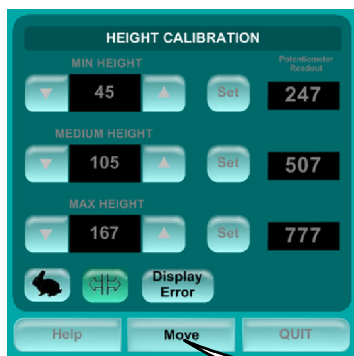 HEIGHT CALIBRATION
MIN HEIGHT
Potentiometer
Readout
45
Set
247
MEDIUM HEIGHT
105
Set
507
MAX HEIGHT
167
Set
777
Display
Error
Help
Move
QUIT